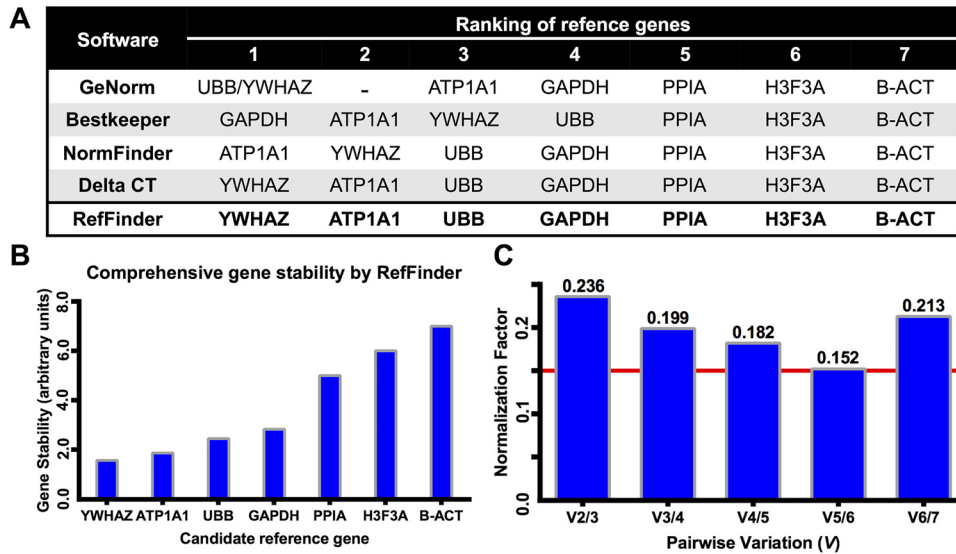 A
Software Ranking of refence genes
1 2 3 4 5 6 7
GeNorm UBB/YWHAZ - ATP1A1 GAPDH PPIA H3F3A B-ACT
Bestkeeper GAPDH ATP1A1 YWHAZ UBB PPIA H3F3A B-ACT
NormFinder ATP1A1 YWHAZ UBB GAPDH PPIA H3F3A B-ACT
Delta CT YWHAZ ATP1A1 UBB GAPDH PPIA H3F3A B-ACT
RefFinder YWHAZ ATP1A1 UBB GAPDH PPIA H3F3A B-ACT
B
Comprehensive gene stability by RefFinder
Gene Stability (arbitrary units)
8.0
6.0
4.0
2.0
0.0
YWHAZ ATP1A1 UBB GAPDH PPIA H3F3A B-ACT
Candidate reference gene
C
Normalization Factor
0.2
0.1
0.0
0.236
0.199
0.182
0.152
0.213
V2/3 V3/4 V4/5 V5/6 V6/7
Pairwise Variation (V)